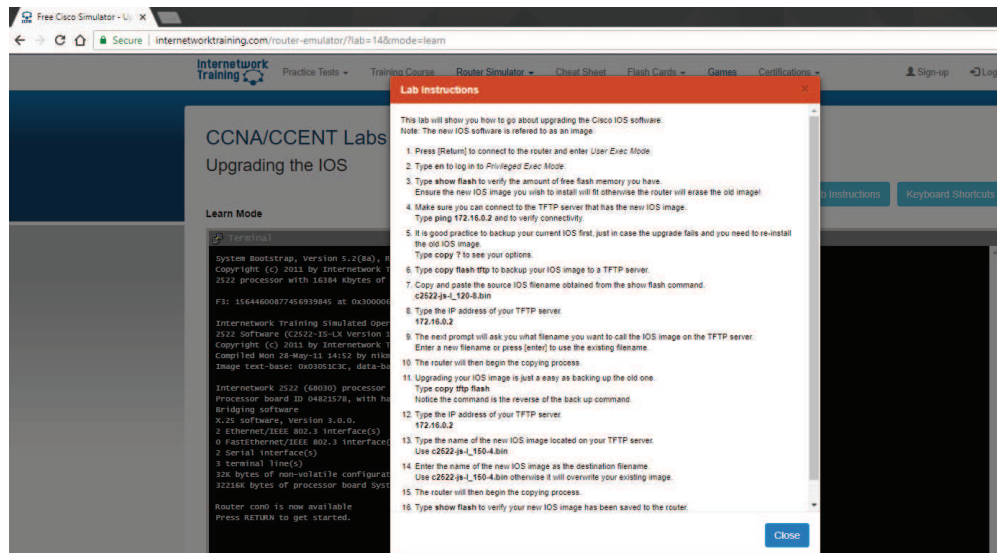 Free Cisco Simulator - U
Secure | internetworktraining.com/router-emulator/?lab=14&mode=learn
Internetwork Training
Practice Tests
Training Course
Router Simulator
Cheat Sheet
Flash Cards
Games
Certifications
Sign-up
Log
CCNA/CCENT Labs
Upgrading the IOS
Instructions
Keyboard Shortcuts
Learn Mode
Terminal
System Bootstrap, Version 5.2(8a), R
Copyright (c) 2011 by Internetwork T
2522 processor with 16384 Kbytes of
F3: 15644600877456939845 at 0x300006
Internetwork Training Simulated Oper
2522 Software (C2522-IS-LX Version 1
Copyright (c) 2011 by Internetwork T
Compiled Mon 28-May-11 14:52 by nikm
Image text-base: 0x03051C3C, data-ba
Internetwork 2522 (68030) processor
Processor board ID 04821578, with ha
Bridging software
X.25 software, Version 3.0.0.
2 Ethernet/IEEE 802.3 interface(s)
0 FastEthernet/IEEE 802.3 interface(
2 Serial interface(s)
3 terminal line(s)
32K bytes of non-volatile configurat
32216K bytes of processor board Syst
Router con0 is now available
Press RETURN to get started.
Lab Instructions
This lab will show you how to go about upgrading the Cisco IOS software.
Note: The new IOS software is refered to as an image
1. Press [Return] to connect to the router and enter User Exec Mode.
2. Type en to log in to Privileged Exec Mode.
3. Type show flash to verify the amount of free flash memory you have.
Ensure the new IOS image you wish to install will fit otherwise the router will erase the old image!
4. Make sure you can connect to the TFTP server that has the new IOS image.
Type ping 172.16.0.2 and to verify connectivity.
5. It is good practice to backup your current IOS first, just in case the upgrade fails and you need to re-install
the old IOS image.
Type copy ? to see your options.
6. Type copy flash tftp to backup your IOS image to a TFTP server.
7. Copy and paste the source IOS filename obtained from the show flash command.
c2522-js-l_120-8.bin
8. Type the IP address of your TFTP server.
172.16.0.2
9. The next prompt will ask you what filename you want to call the IOS image on the TFTP server.
Enter a new filename or press [enter] to use the existing filename.
10. The router will then begin the copying process.
11. Upgrading your IOS image is just a easy as backing up the old one.
Type copy tftp flash
Notice the command is the reverse of the back up command.
12. Type the IP address of your TFTP server.
172.16.0.2
13. Type the name of the new IOS image located on your TFTP server.
Use c2522-js-l_150-4.bin
14. Enter the name of the new IOS image as the destination filename.
Use c2522-js-l_150-4.bin otherwise it will overwrite your existing image.
15. The router will then begin the copying process.
16. Type show flash to verify your new IOS image has been saved to the router.
Close